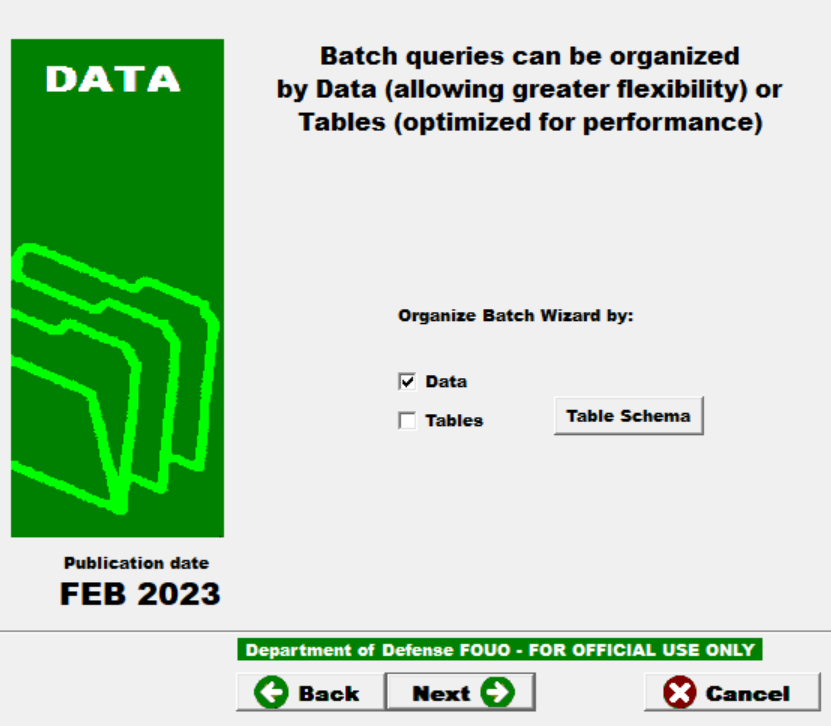 DATA
Batch queries can be organized
by Data (allowing greater flexibility) or
Tables (optimized for performance)
Organize Batch Wizard by:
Data
Tables
Table Schema
Publication date
FEB 2023
Department of Defense FOUO - FOR OFFICIAL USE ONLY
Back
Next
Cancel